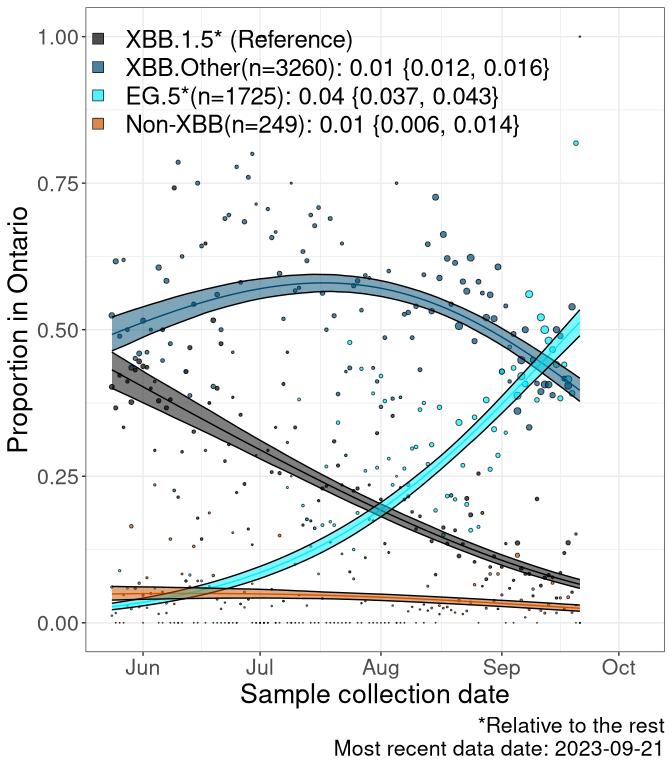 1.00
XBB.1.5* (Reference)
XBB.Other(n=3260): 0.01 {0.012, 0.016}
EG.5*(n=1725): 0.04 {0.037, 0.043}
Non-XBB(n=249): 0.01 {0.006, 0.014}
0.75
0.50
0.25
0.00
Proportion in Ontario
Jun Jul Aug Sep Oct
Sample collection date
*Relative to the rest
Most recent data date: 2023-09-21